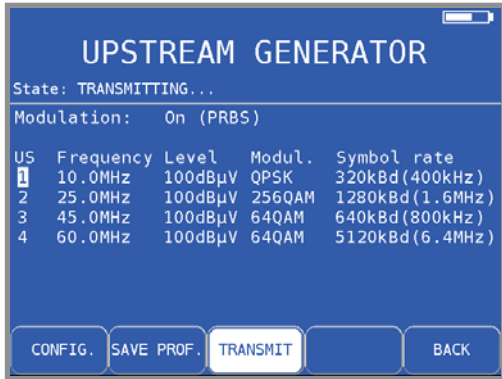 UPSTREAM GENERATOR
State: TRANSMITTING...
Modulation: On (PRBS)
US Frequency Level Modul. Symbol rate
1 10.0MHz 100dBµV QPSK 320kBd(400kHz)
2 25.0MHz 100dBµV 256QAM 1280kBd(1.6MHz)
3 45.0MHz 100dBµV 64QAM 640kBd(800kHz)
4 60.0MHz 100dBµV 64QAM 5120kBd(6.4MHz)
CONFIG. SAVE PROF. TRANSMIT BACK